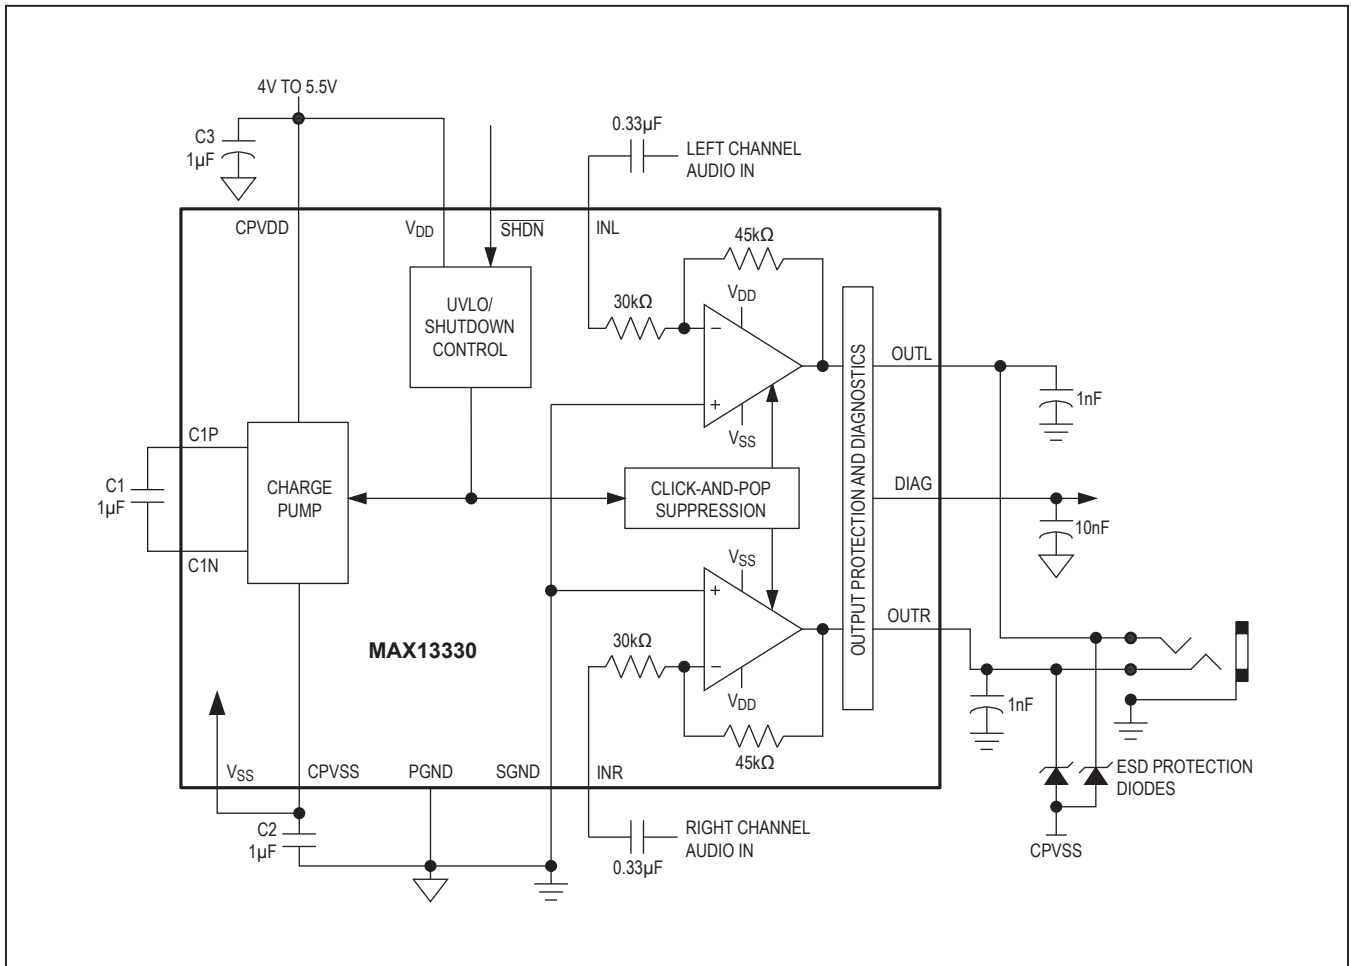 4V TO 5.5V
C3
1µF
0.33µF
LEFT CHANNEL
AUDIO IN
CPVDD
VDD
SHDN
INL
45kΩ
UVLO/
SHUTDOWN
CONTROL
30kΩ
VDD
−
+
VSS
OUTPUT PROTECTION AND DIAGNOSTICS
OUTL
1nF
C1P
C1
1µF
C1N
CHARGE
PUMP
CLICK-AND-POP
SUPPRESSION
DIAG
10nF
VSS
+
−
VDD
OUTR
MAX13330
30kΩ
45kΩ
1nF
VSS
CPVSS
PGND
SGND
INR
ESD PROTECTION
DIODES
C2
1µF
RIGHT CHANNEL
AUDIO IN
0.33µF
CPVSS